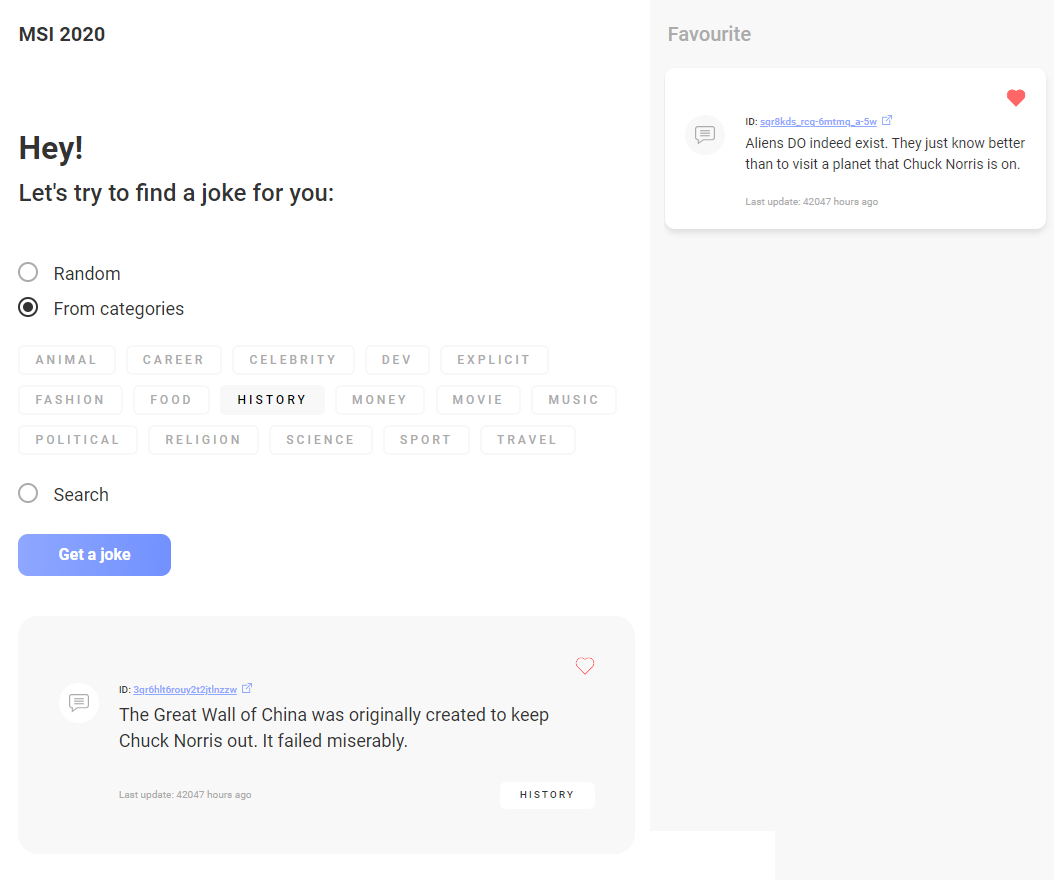 MSI 2020
Hey!
Let's try to find a joke for you:
Random
From categories
ANIMAL CAREER CELEBRITY DEV EXPLICIT
FASHION FOOD HISTORY MONEY MOVIE MUSIC
POLITICAL RELIGION SCIENCE SPORT TRAVEL
Search
Get a joke
ID: 3qr6hlt6rouy2t2jtlnzzw
The Great Wall of China was originally created to keep
Chuck Norris out. It failed miserably.
Last update: 42047 hours ago HISTORY
Favourite
ID: sqr8kds_rcq-6mtmq_a-5w
Aliens DO indeed exist. They just know better
than to visit a planet that Chuck Norris is on.
Last update: 42047 hours ago